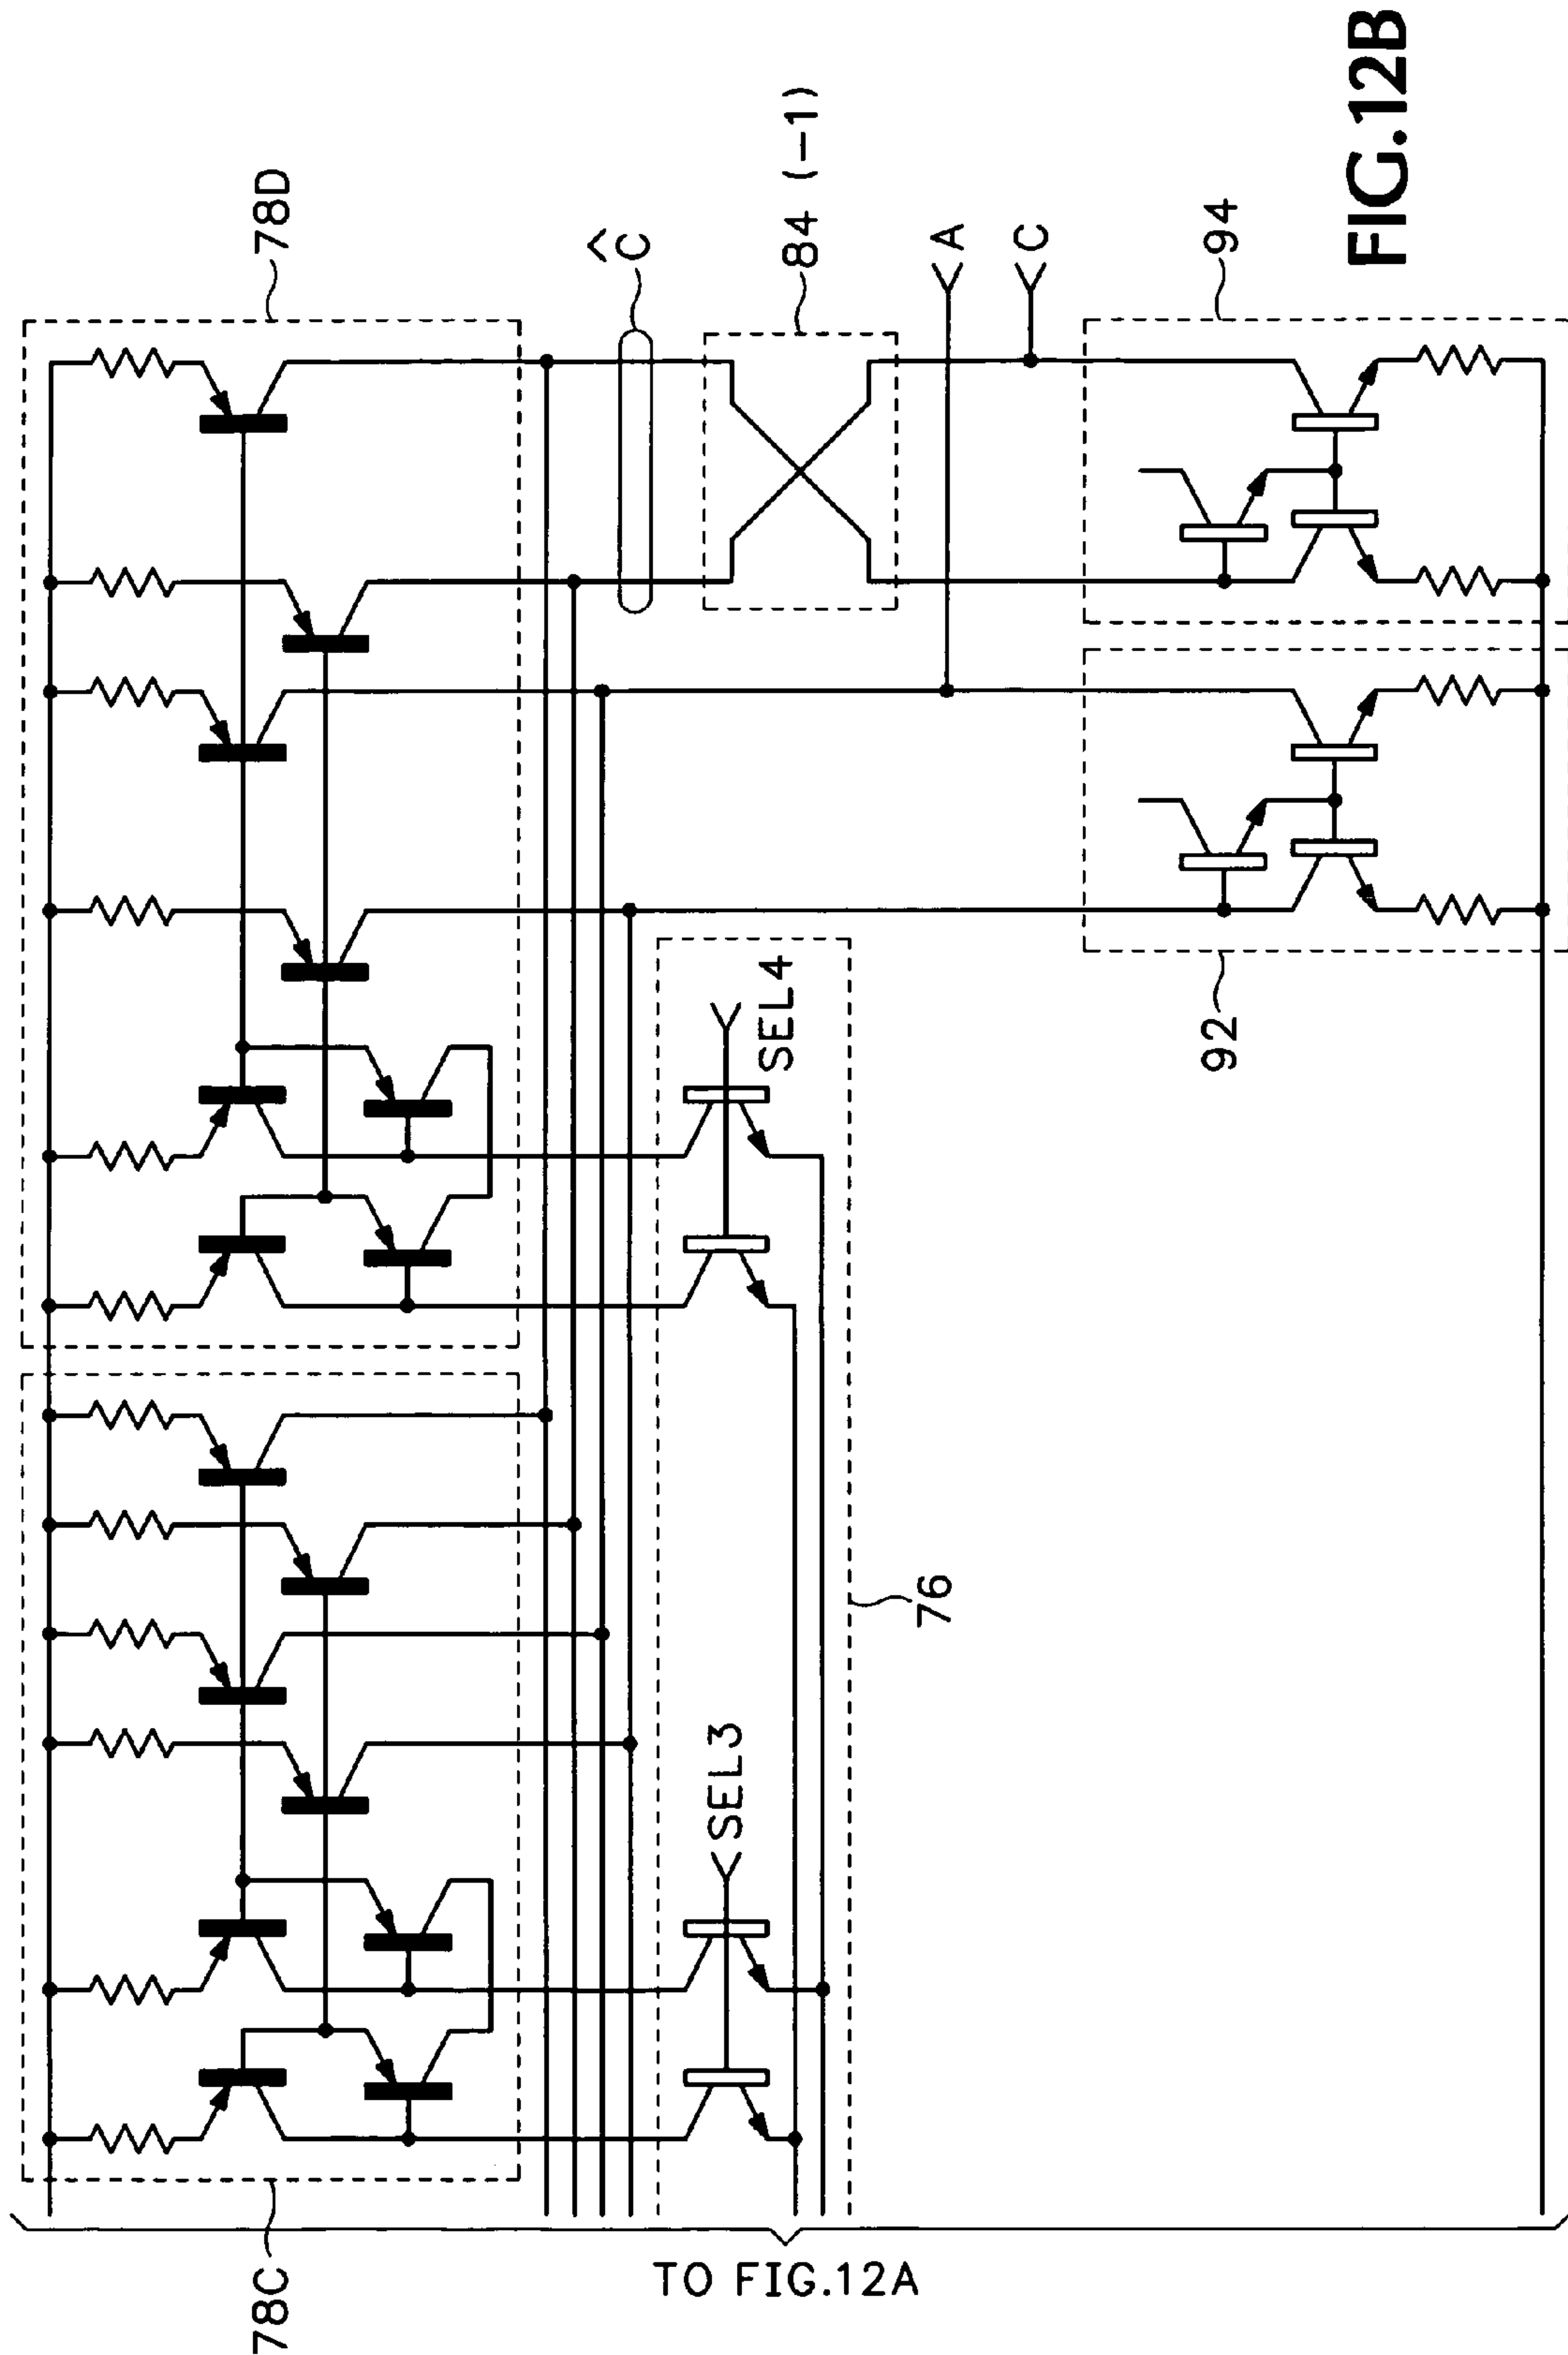 78C
78D
TO FIG.12A
Ĉ
84 (-1)
SEL3
SEL4
A
C
76
92
94
FIG.12B